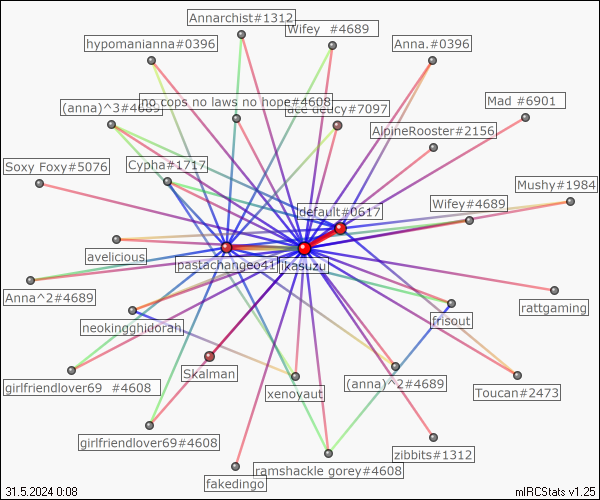 Annarchist#1312
Wifey  #4689
hypomanianna#0396
Anna.#0396
no cops no laws no hope#4608
(anna)^3#4689
acc deucy#7097
Mad #6901
AlpineRooster#2156
Soxy Foxy#5076
Cypha#1717
Mushy#1984
default#0617
Wifey#4689
avelicious
pastachangeo41
ikasuzu
Anna^2#4689
rattgaming
neokingghidorah
frisout
Skalman
girlfriendlover69  #4608
xenoyaut
(anna)^2#4689
Toucan#2473
girlfriendlover69#4608
zibbits#1312
ramshackle gorey#4608
fakedingo
31.5.2024 0:08
mIRCStats v1.25